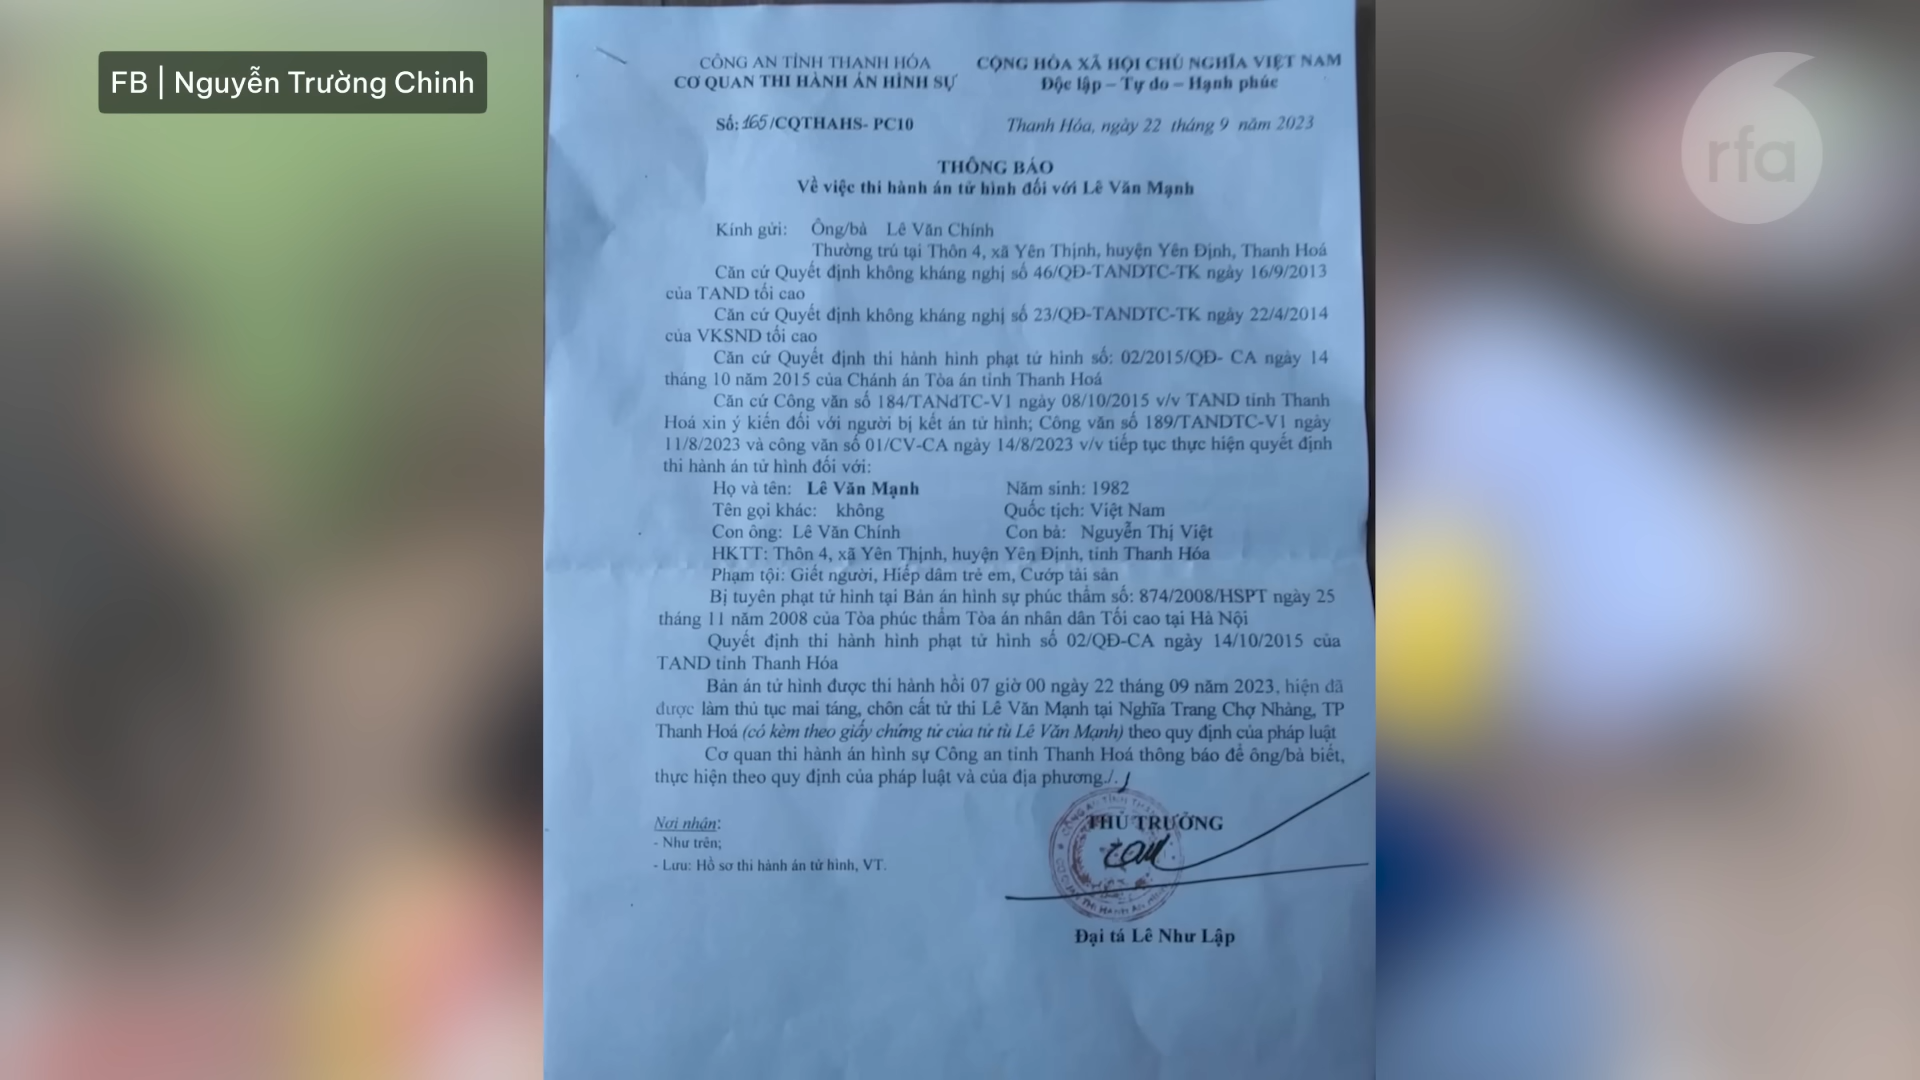 FB | Nguyễn Trường Chinh
rfa
CÔNG AN TỈNH THANH HÓA
CƠ QUAN THI HÀNH ÁN HÌNH SỰ
CỘNG HÒA XÃ HỘI CHỦ NGHĨA VIỆT NAM
Độc lập – Tự do – Hạnh phúc
Số: 165/CQTHAHS- PC10
Thanh Hóa, ngày 22 tháng 9 năm 2023
THÔNG BÁO
Về việc thi hành án tử hình đối với Lê Văn Mạnh
Kính gửi: Ông/bà Lê Văn Chính
Thường trú tại Thôn 4, xã Yên Thịnh, huyện Yên Định, Thanh Hoá
Căn cứ Quyết định không kháng nghị số 46/QĐ-TANDTC-TK ngày 16/9/2013
của TAND tối cao
Căn cứ Quyết định không kháng nghị số 23/QĐ-TANDTC-TK ngày 22/4/2014
của VKSND tối cao
Căn cứ Quyết định thi hành hình phạt tử hình số: 02/2015/QĐ- CA ngày 14
tháng 10 năm 2015 của Chánh án Tòa án tỉnh Thanh Hoá
Căn cứ Công văn số 184/TANdTC-V1 ngày 08/10/2015 v/v TAND tỉnh Thanh
Hoá xin ý kiến đối với người bị kết án tử hình; Công văn số 189/TANDTC-V1 ngày
11/8/2023 và công văn số 01/CV-CA ngày 14/8/2023 v/v tiếp tục thực hiện quyết định
thi hành án tử hình đối với:
Họ và tên: Lê Văn Mạnh Năm sinh: 1982
Tên gọi khác: không Quốc tịch: Việt Nam
Con ông: Lê Văn Chính Con bà: Nguyễn Thị Việt
HKTT: Thôn 4, xã Yên Thịnh, huyện Yên Định, tỉnh Thanh Hóa
Phạm tội: Giết người, Hiếp dâm trẻ em, Cướp tài sản
Bị tuyên phạt tử hình tại Bản án hình sự phúc thẩm số: 874/2008/HSPT ngày 25
tháng 11 năm 2008 của Tòa phúc thẩm Tòa án nhân dân Tối cao tại Hà Nội
Quyết định thi hành hình phạt tử hình số 02/QĐ-CA ngày 14/10/2015 của
TAND tỉnh Thanh Hóa
Bản án tử hình được thi hành hồi 07 giờ 00 ngày 22 tháng 09 năm 2023, hiện đã
được làm thủ tục mai táng, chôn cất tử thi Lê Văn Mạnh tại Nghĩa Trang Chợ Nhàng, TP
Thanh Hoá (có kèm theo giấy chứng tử của tử tù Lê Văn Mạnh) theo quy định của pháp luật
Cơ quan thi hành án hình sự Công an tỉnh Thanh Hoá thông báo để ông/bà biết,
thực hiện theo quy định của pháp luật và của địa phương./.
Nơi nhận:
- Như trên;
- Lưu: Hồ sơ thi hành án tử hình, VT.
THỦ TRƯỞNG
Đại tá Lê Như Lập